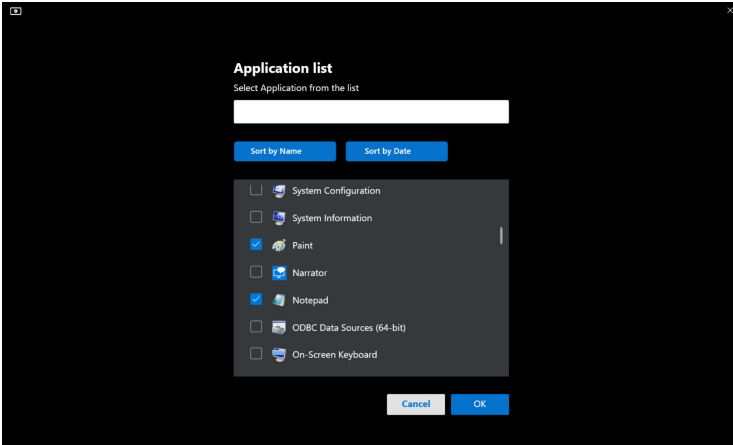 Application list
Select Application from the list
Sort by Name
Sort by Date
System Configuration
System Information
Paint
Narrator
Notepad
ODBC Data Sources (64-bit)
On-Screen Keyboard
Cancel
OK